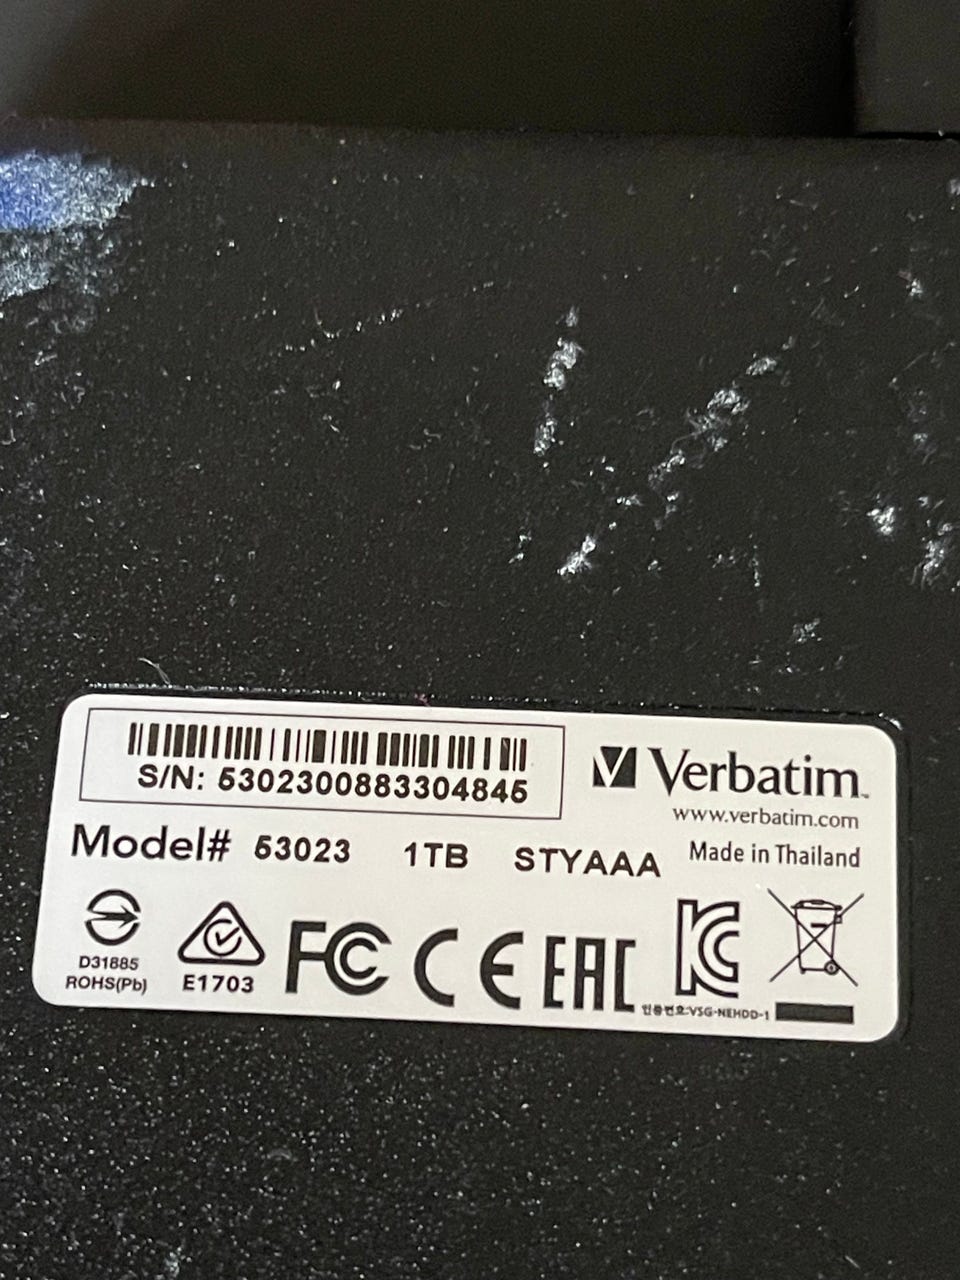 S/N: 5302300883304845
Verbatim
www.verbatim.com
Model# 53023 1TB STYAAA Made in Thailand
D31885
ROHS(Pb)
E1703
FC CE EAC KC
인증번호:VSG-NEHDD-1